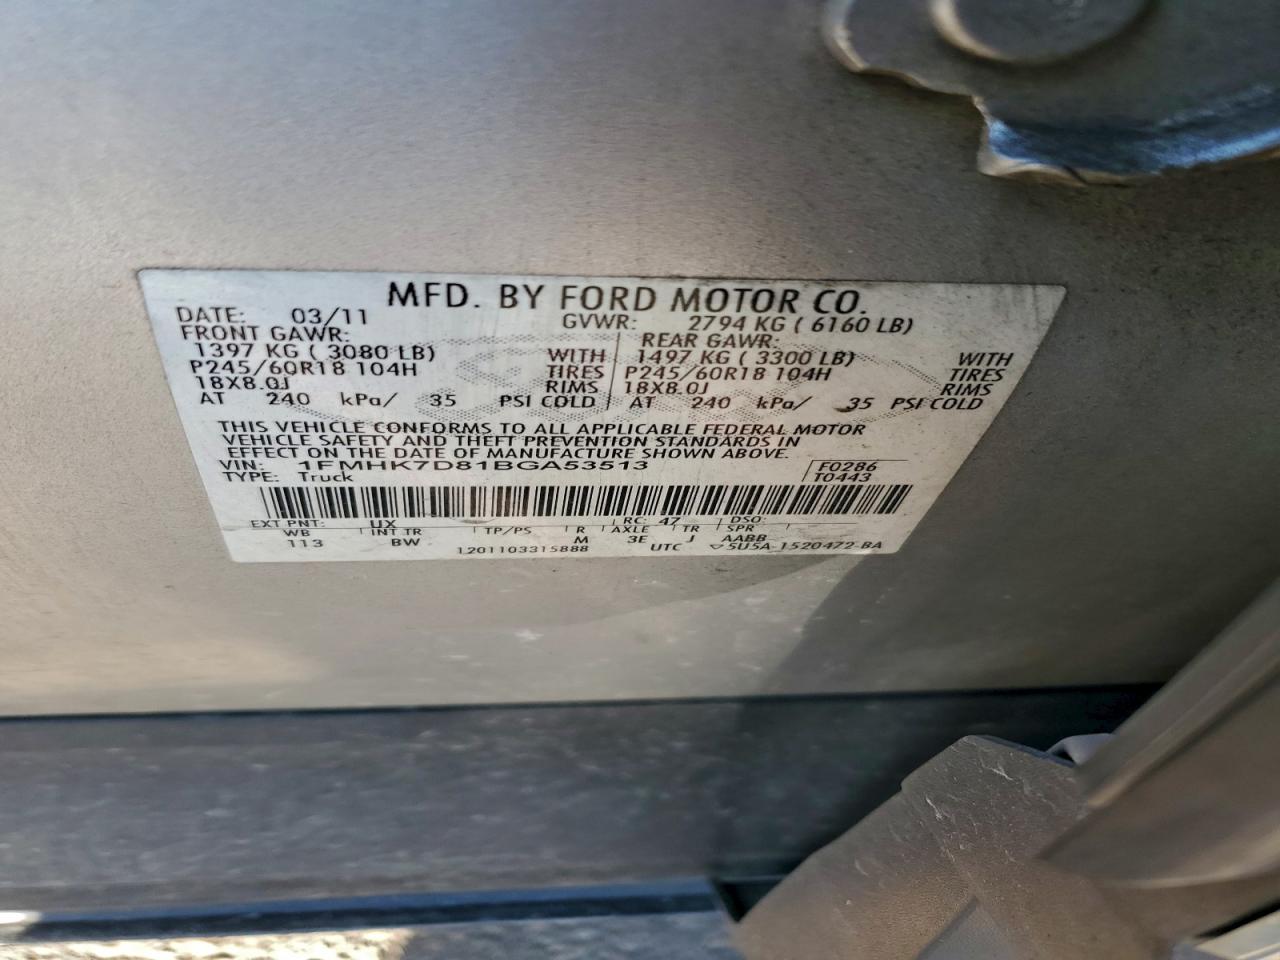 MFD. BY FORD MOTOR CO.
DATE: 03/11 GVWR: 2794 KG ( 6160 LB)
FRONT GAWR: REAR GAWR:
1397 KG ( 3080 LB) WITH 1497 KG ( 3300 LB) WITH
P245/60R18 104H TIRES P245/60R18 104H TIRES
18X8.0J RIMS 18X8.0J RIMS
AT 240 kPa/ 35 PSI COLD AT 240 kPa/ 35 PSI COLD
THIS VEHICLE CONFORMS TO ALL APPLICABLE FEDERAL MOTOR
VEHICLE SAFETY AND THEFT PREVENTION STANDARDS IN
EFFECT ON THE DATE OF MANUFACTURE SHOWN ABOVE.
VIN: 1FMHK7D81BGA53513 F0286
TYPE: Truck T0443
EXT PNT: UX RC: 47 DSO:
WB INT TR TP/PS R AXLE TR SPR
113 BW M 3E J AABB
1201103315888 UTC ▽5U5A-1520472-BA